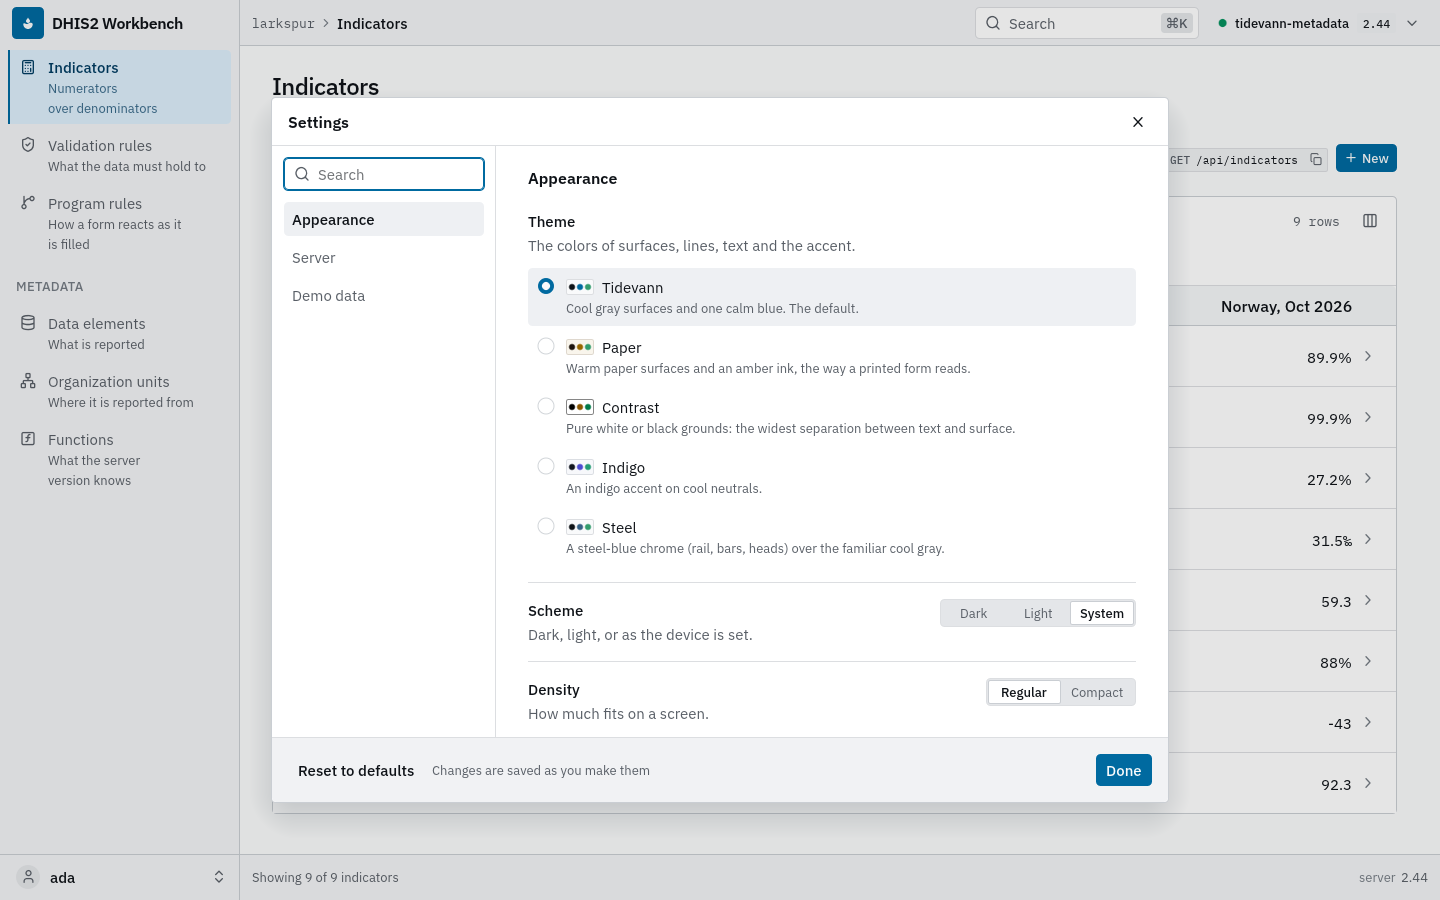 DHIS2 Workbench
larkspur > Indicators
Search
⌘K
tidevann-metadata 2.44
Indicators
Numerators
over denominators
Validation rules
What the data must hold to
Program rules
How a form reacts as it
is filled
METADATA
Data elements
What is reported
Organization units
Where it is reported from
Functions
What the server
version knows
ada
Indicators
GET /api/indicators
New
9 rows
Norway, Oct 2026
89.9%
99.9%
27.2%
31.5‰
59.3
88%
-43
92.3
Settings
Search
Appearance
Server
Demo data
Appearance
Theme
The colors of surfaces, lines, text and the accent.
Tidevann
Cool gray surfaces and one calm blue. The default.
Paper
Warm paper surfaces and an amber ink, the way a printed form reads.
Contrast
Pure white or black grounds: the widest separation between text and surface.
Indigo
An indigo accent on cool neutrals.
Steel
A steel-blue chrome (rail, bars, heads) over the familiar cool gray.
Scheme
Dark, light, or as the device is set.
Dark Light System
Density
How much fits on a screen.
Regular Compact
Reset to defaults
Changes are saved as you make them
Done
Showing 9 of 9 indicators
server 2.44